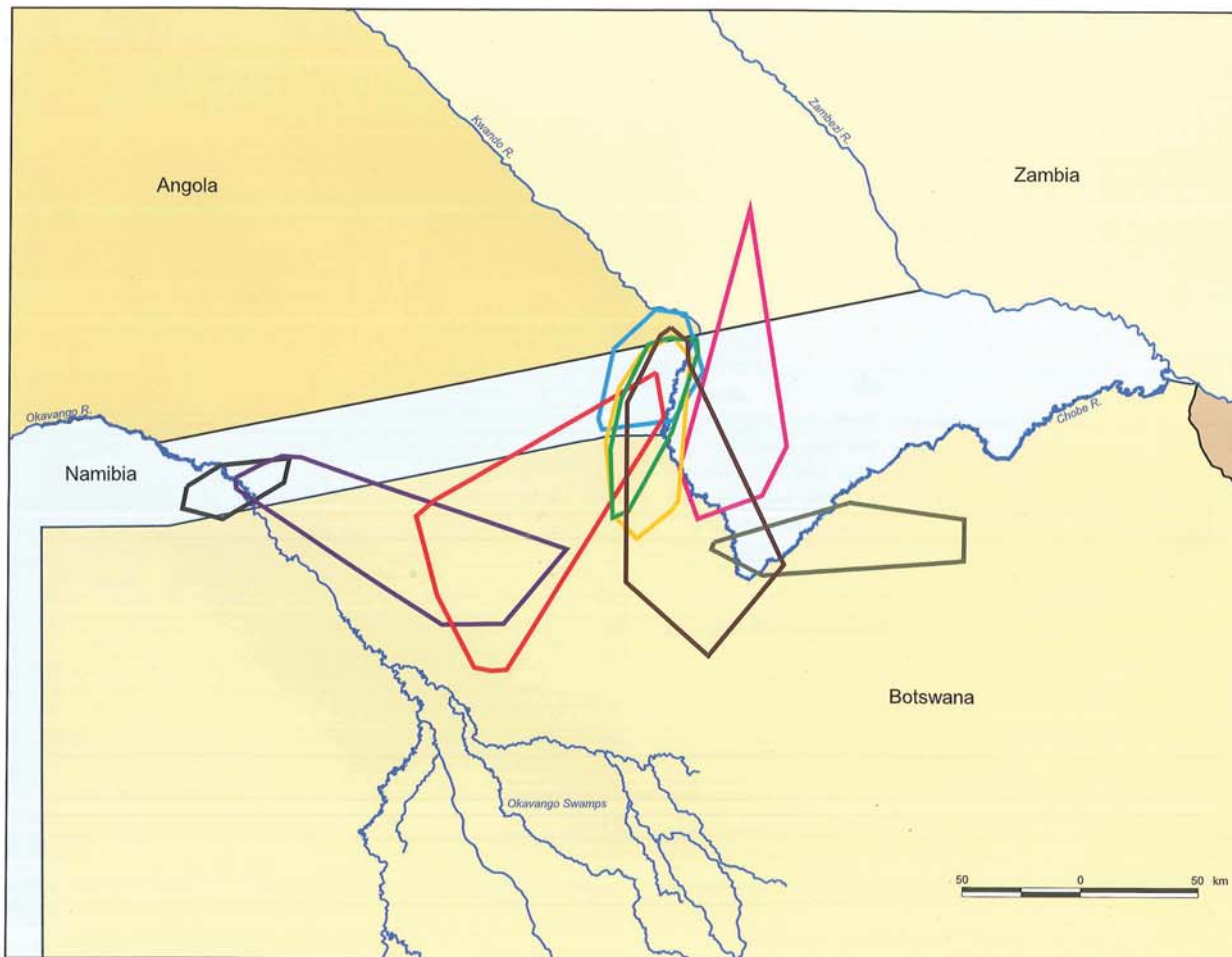 Kwando R.
Zambezi R.
Angola
Zambia
Okavango R.
Chobe R.
Namibia
Botswana
Okavango Swamps
50 0 50 km